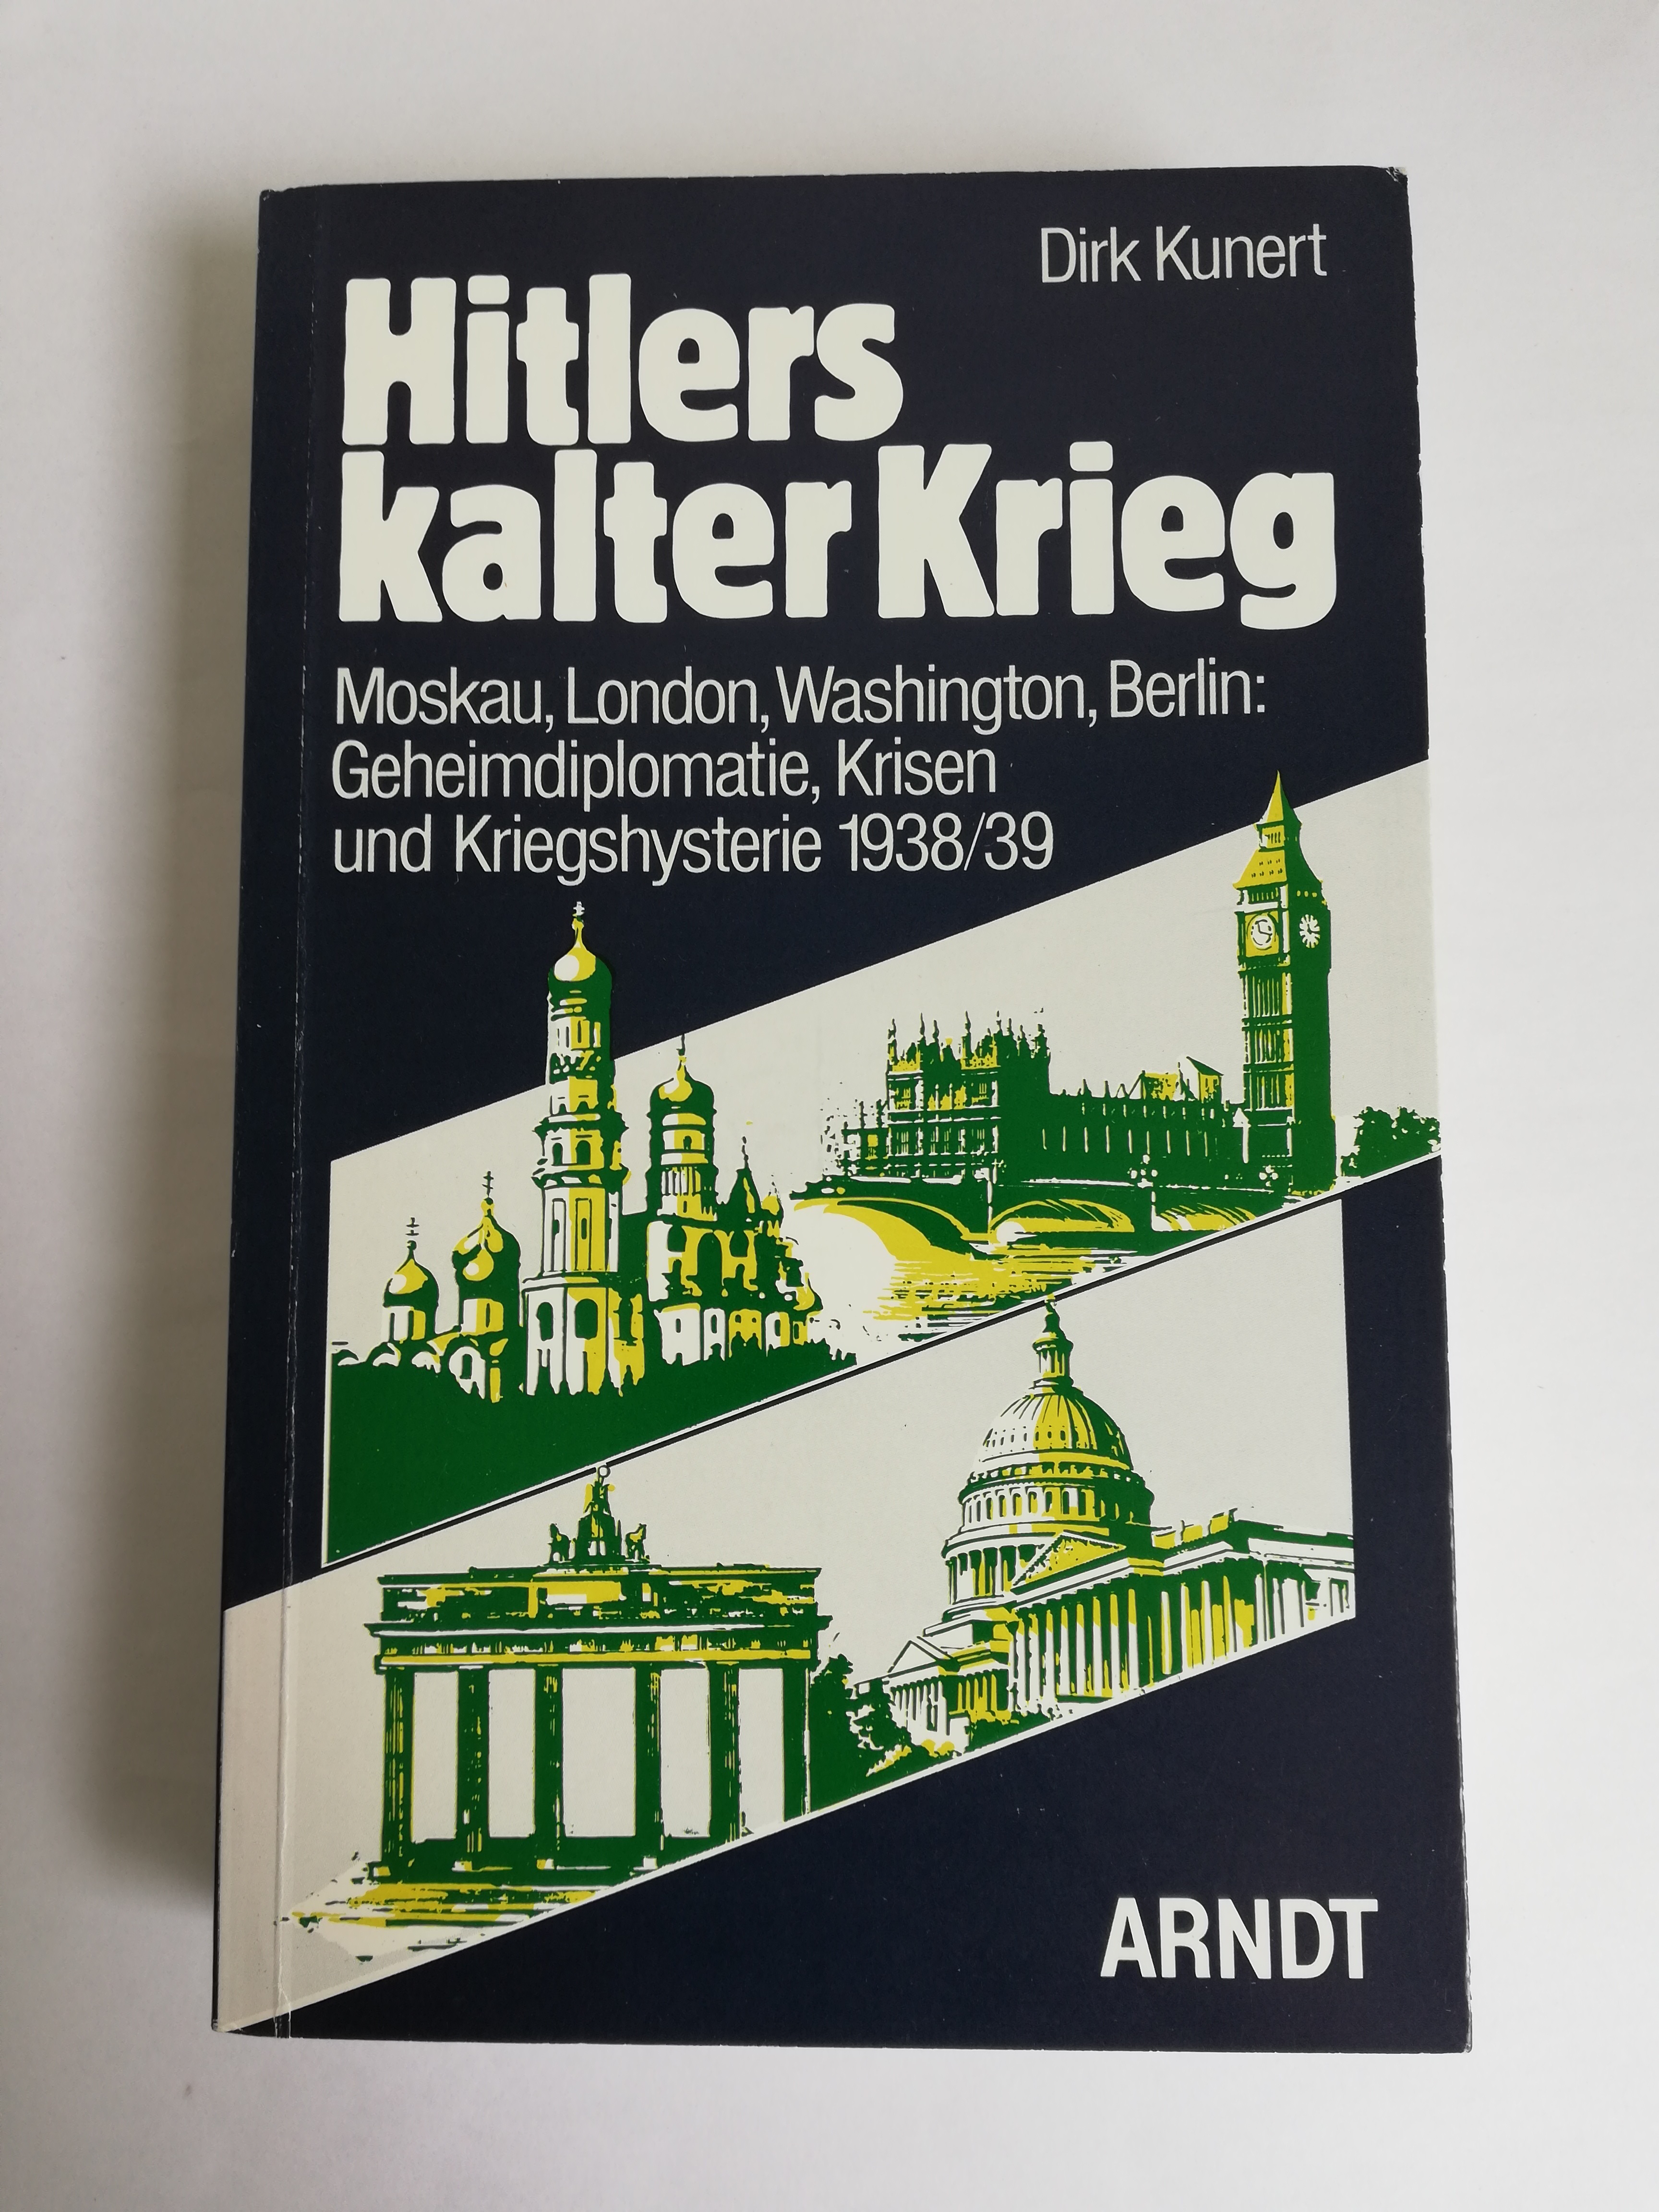 Dirk Kunert
Hitlers
kalter Krieg
Moskau, London, Washington, Berlin:
Geheimdiplomatie, Krisen
und Kriegshysterie 1938/39
ARNDT